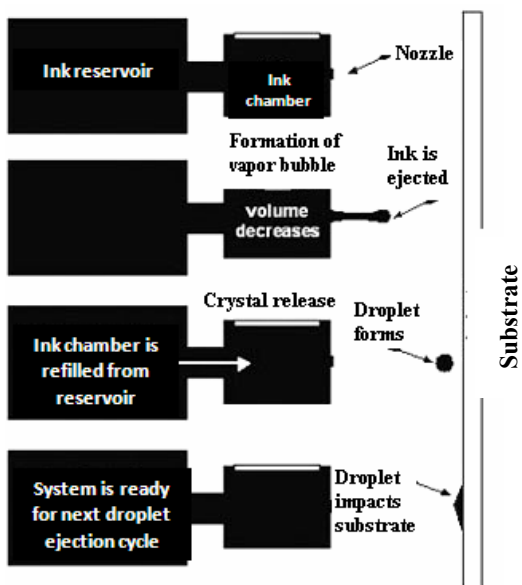 Ink reservoir
Ink
chamber
Nozzle
Formation of
vapor bubble
Ink is
ejected
volume
decreases
Substrate
Crystal release
Droplet
forms
Ink chamber is
refilled from
reservoir
System is ready
for next droplet
ejection cycle
Droplet
impacts
substrate